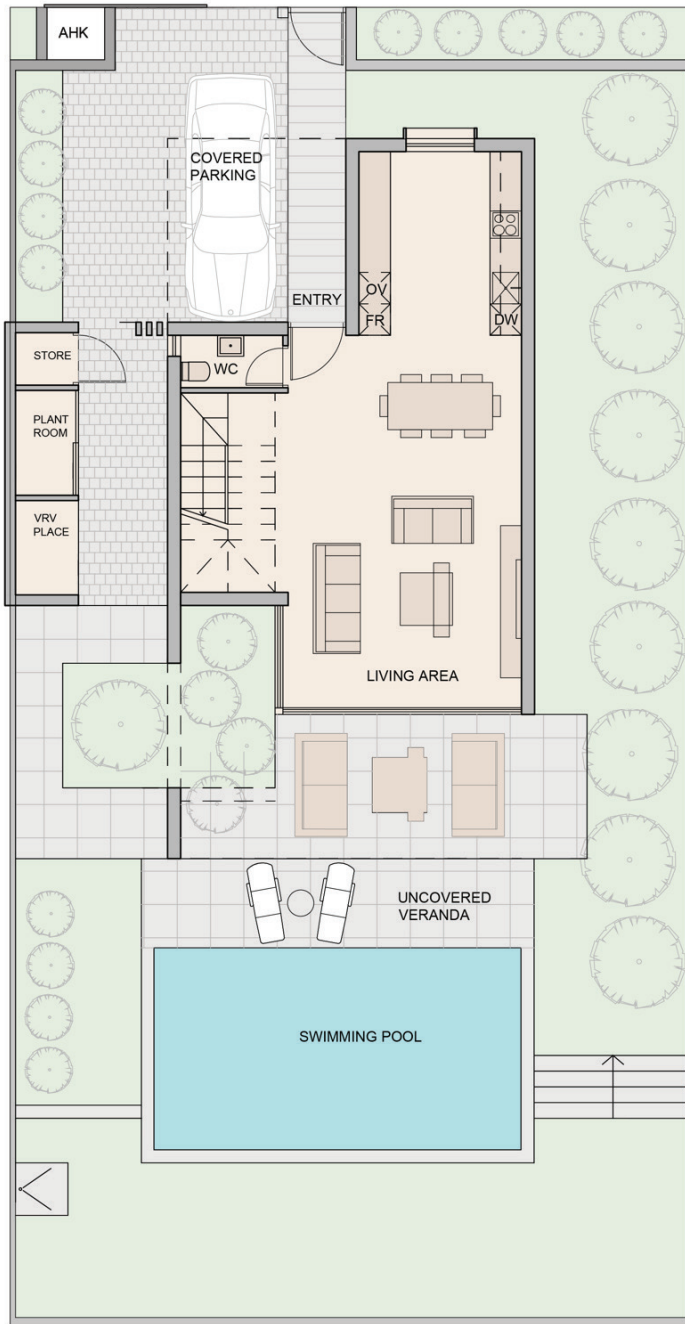 AHK
COVERED
PARKING
ENTRY
OV
FR
DW
STORE
WC
PLANT
ROOM
VRV
PLACE
LIVING AREA
UNCOVERED
VERANDA
SWIMMING POOL